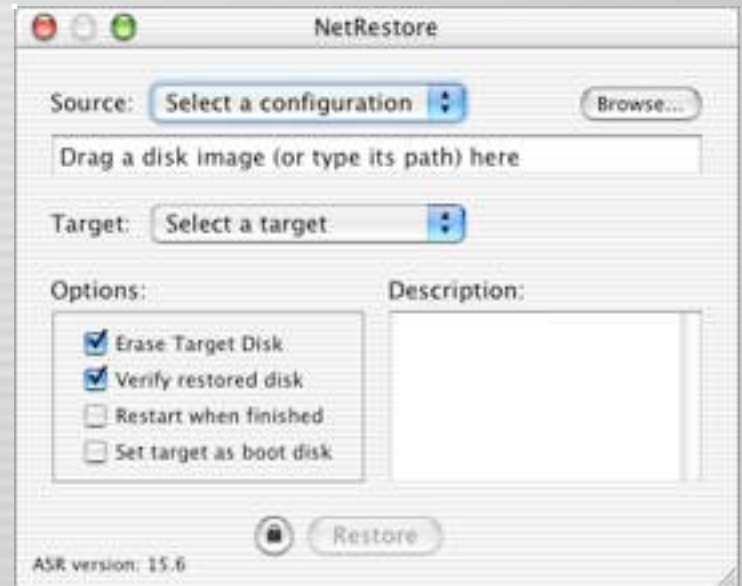 NetRestore
Source: Select a configuration Browse...
Drag a disk image (or type its path) here
Target: Select a target
Options: Description:
Erase Target Disk
Verify restored disk
Restart when finished
Set target as boot disk
Restore
ASR version: 15.6